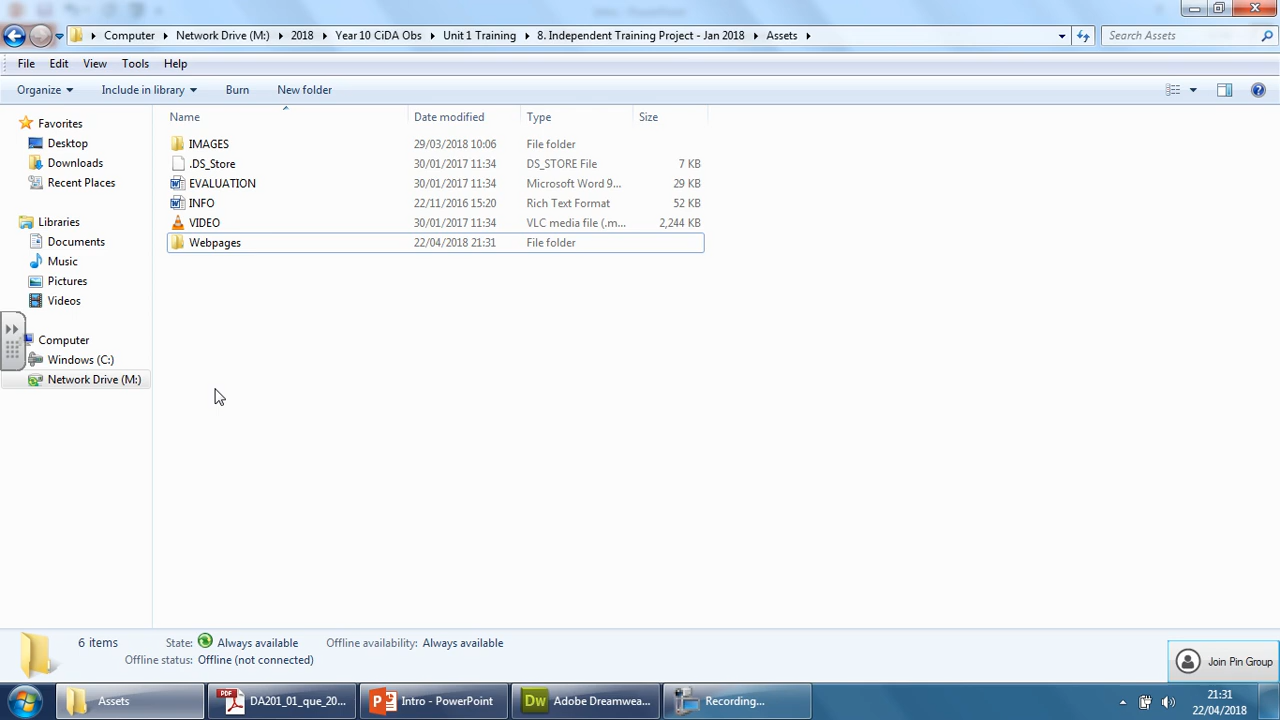 Computer Network Drive (M:) 2018 Year 10 CiDA Obs Unit 1 Training 8. Independent Training Project - Jan 2018 Assets
Search Assets
File Edit View Tools Help
Organize Include in library Burn New folder
Name Date modified Type Size
Favorites
Desktop
Downloads
Recent Places
Libraries
Documents
Music
Pictures
Videos
Computer
Windows (C:)
Network Drive (M:)
IMAGES 29/03/2018 10:06 File folder
.DS_Store 30/01/2017 11:34 DS_STORE File 7 KB
EVALUATION 30/01/2017 11:34 Microsoft Word 9... 29 KB
INFO 22/11/2016 15:20 Rich Text Format 52 KB
VIDEO 30/01/2017 11:34 VLC media file (.m... 2,244 KB
Webpages 22/04/2018 21:31 File folder
6 items State: Always available Offline availability: Always available
Offline status: Offline (not connected)
Join Pin Group
Assets
PDF DA201_01_que_20...
Intro - PowerPoint
Dw Adobe Dreamwea...
Recording...
21:31
22/04/2018